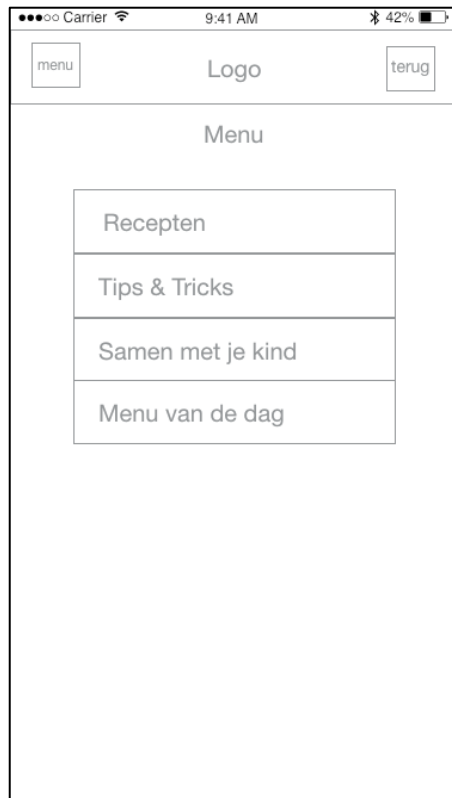 Carrier 9:41 AM 42%
menu Logo terug
Menu
Recepten
Tips & Tricks
Samen met je kind
Menu van de dag